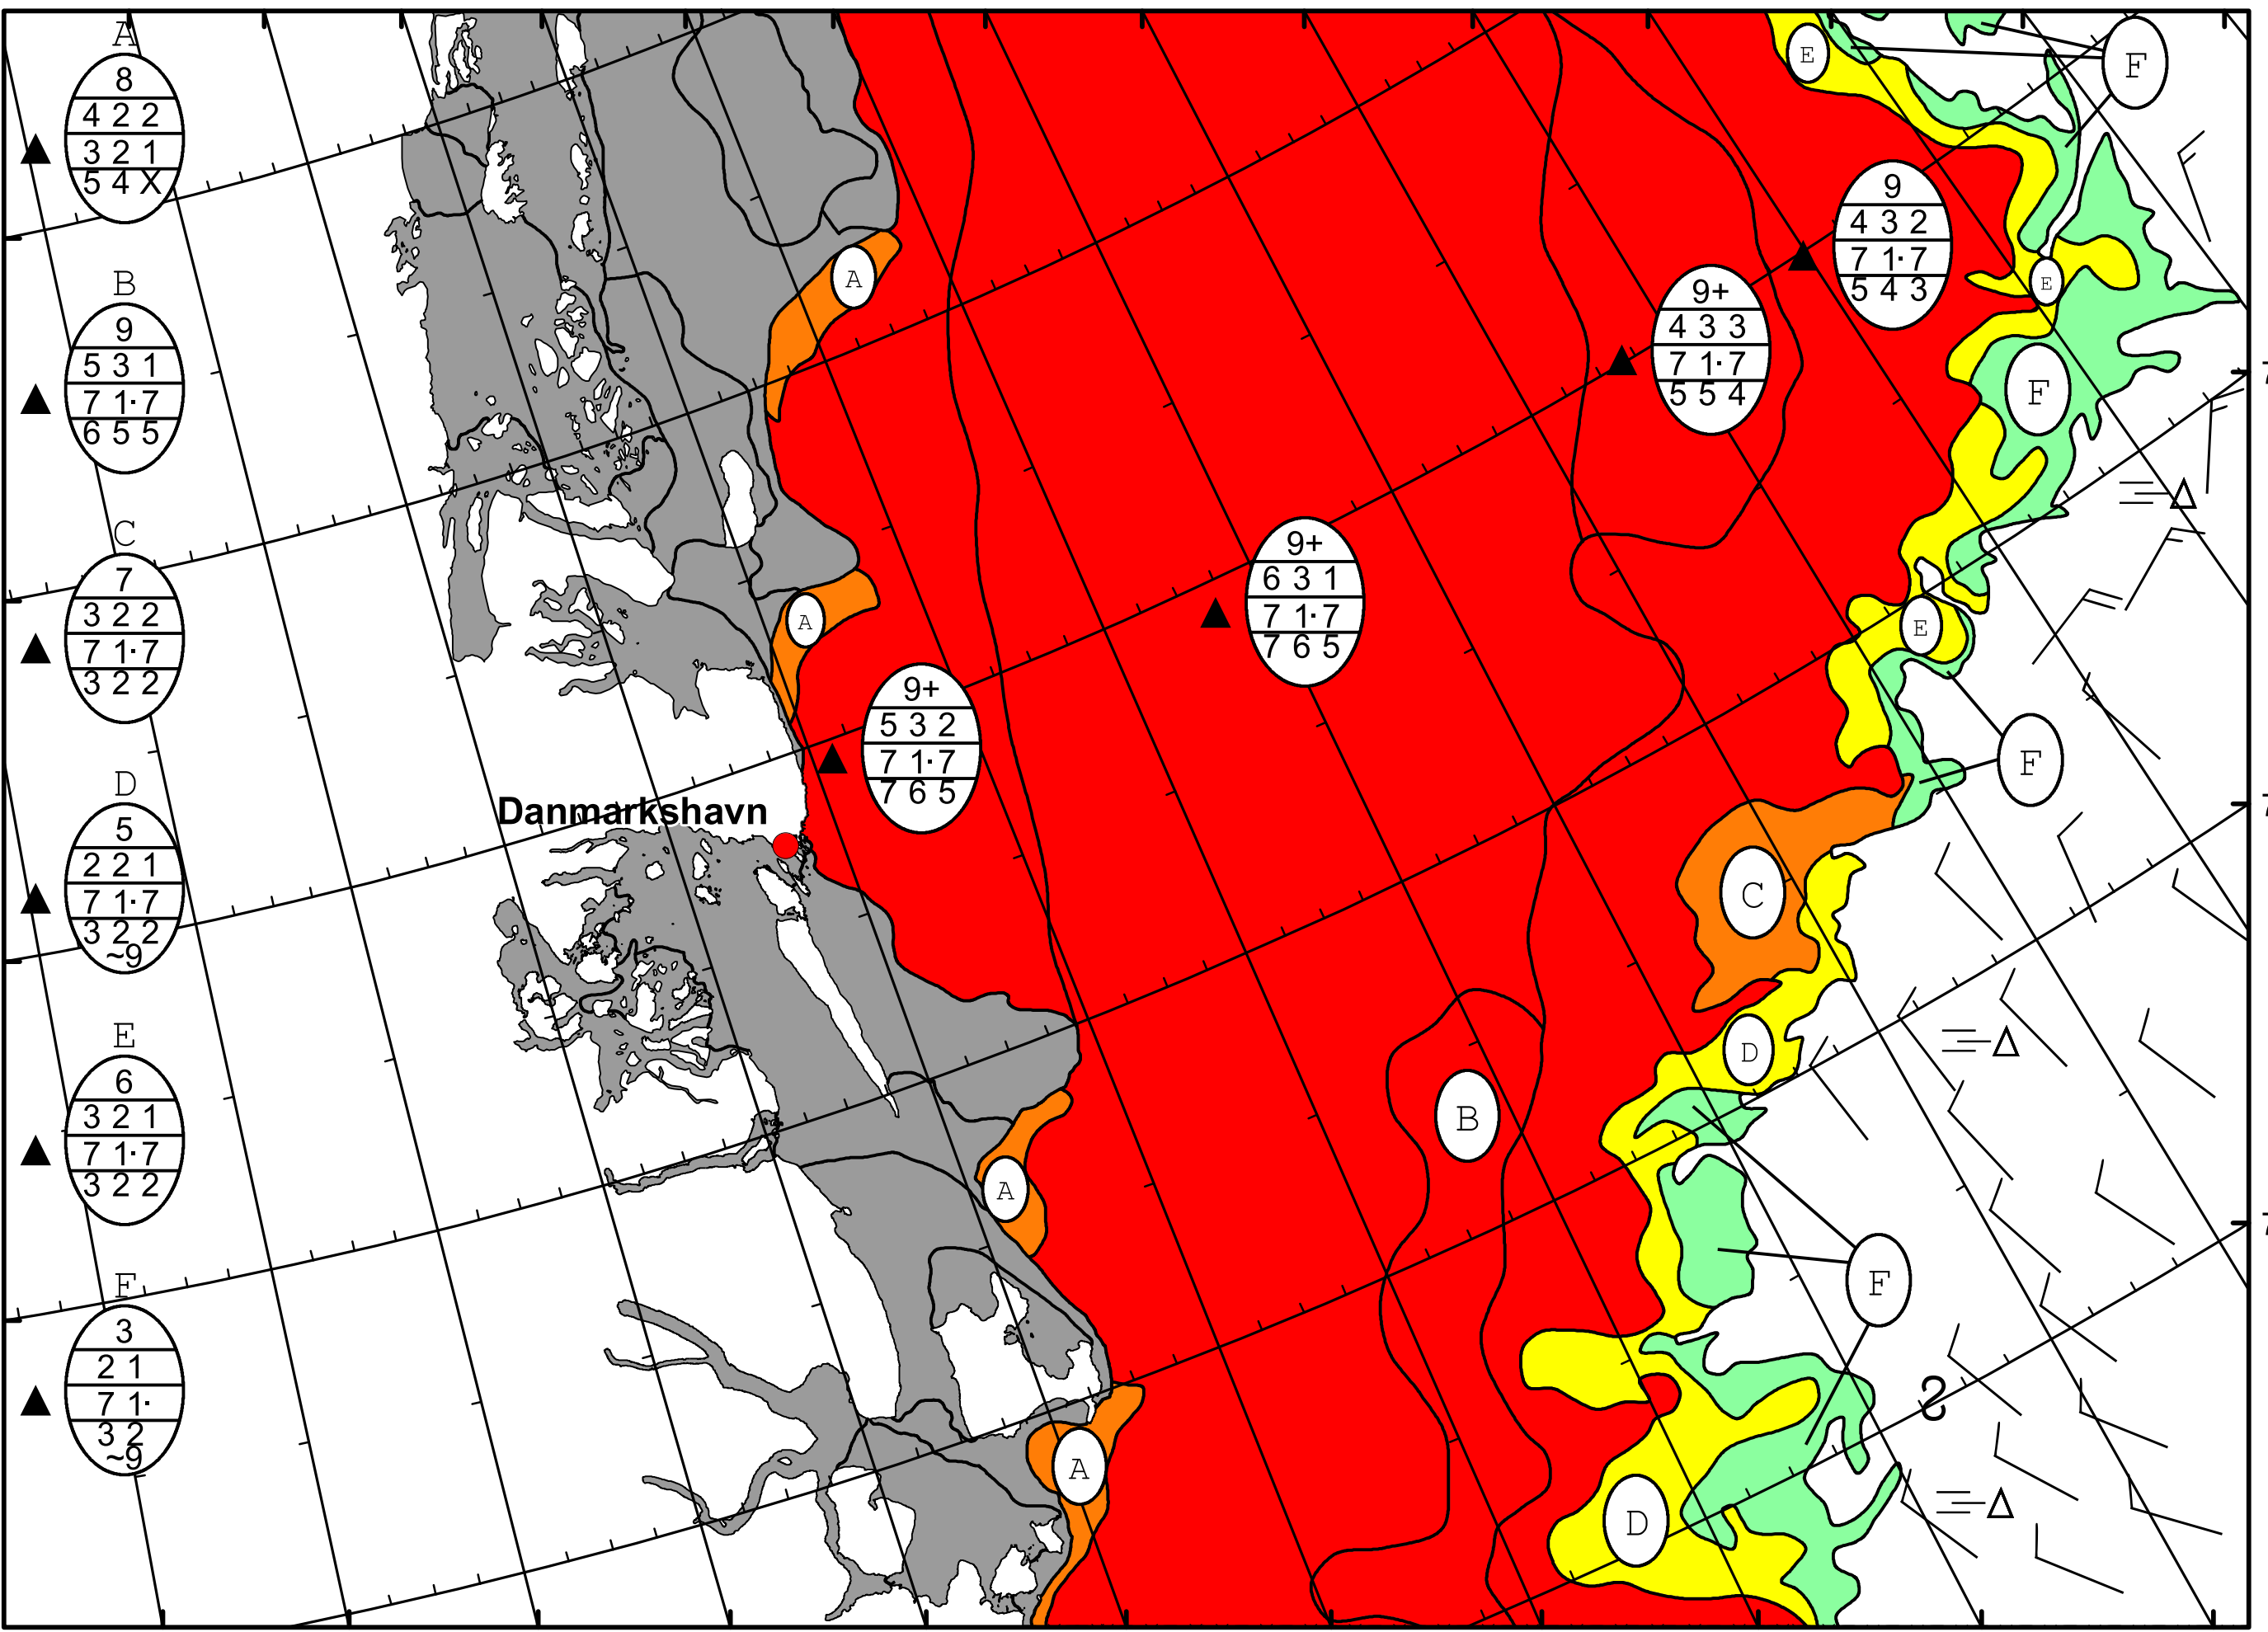 A
8
4 2 2
3 2 1
5 4 X
B
9
5 3 1
7 1· 7
6 5 5
C
7
3 2 2
7 1· 7
3 2 2
D
5
2 2 1
7 1· 7
3 2 2
~9
E
6
3 2 1
7 1· 7
3 2 2
F
3
2 1
7 1·
3 2
~9
E
F
9
4 3 2
7 1· 7
5 4 3
A
E
9+
4 3 3
7 1· 7
5 5 4
F
9+
6 3 1
7 1· 7
7 6 5
A
E
9+
5 3 2
7 1· 7
7 6 5
F
Danmarkshavn
C
D
B
A
F
A
D